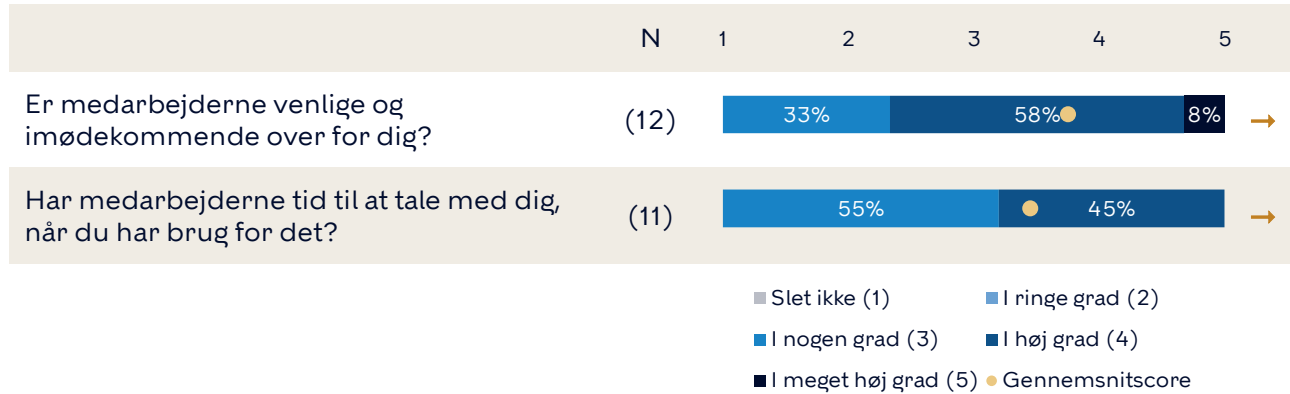 N 1 2 3 4 5
Er medarbejderne venlige og
imødekommende over for dig?
(12)
33% 58% 8%
Har medarbejderne tid til at tale med dig,
når du har brug for det?
(11)
55% 45%
Slet ikke (1) I ringe grad (2)
I nogen grad (3) I høj grad (4)
I meget høj grad (5) Gennemsnitscore